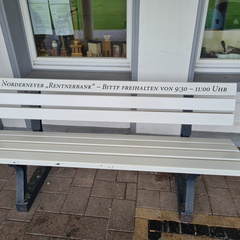 Norderneyer „Rentnerbank“ – Bitte freihalten von 9:30 – 11:00 Uhr